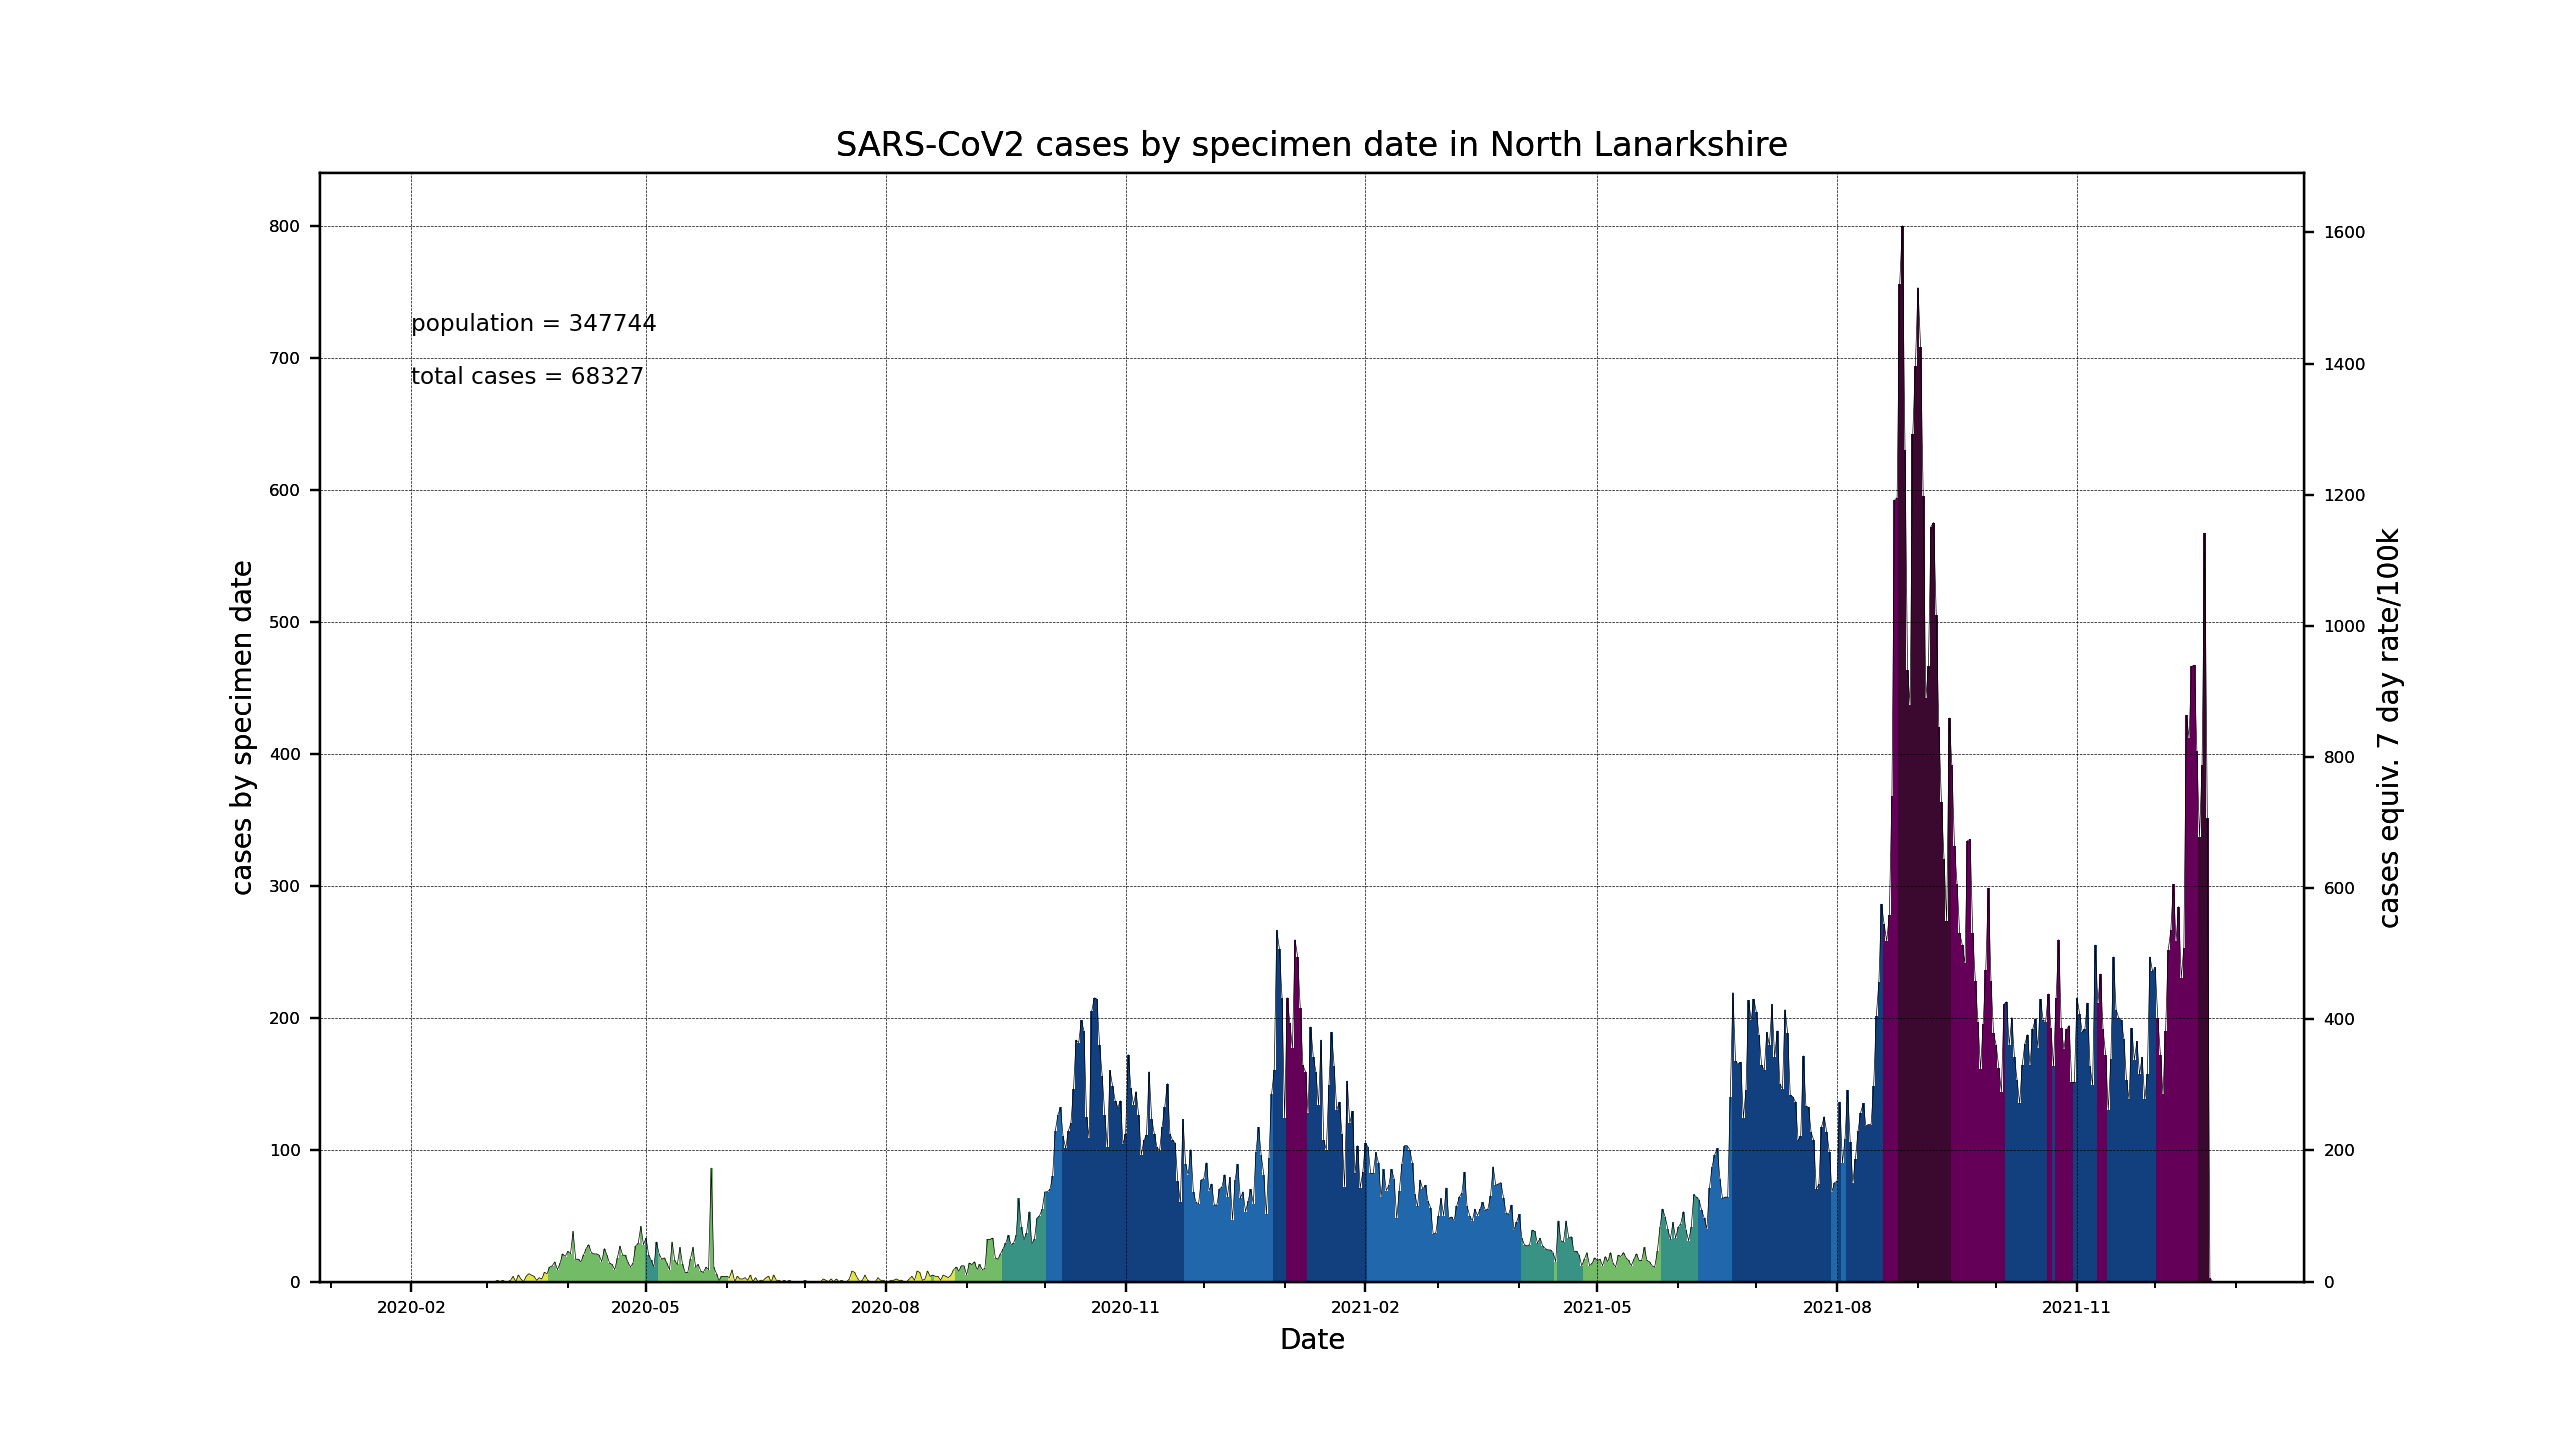 SARS-CoV2 cases by specimen date in North Lanarkshire
population = 347744
total cases = 68327
cases by specimen date
800
700
600
500
400
300
200
100
0
1600
1400
1200
1000
800
600
400
200
0
cases equiv. 7 day rate/100k
2020-02 2020-05 2020-08 2020-11 2021-02 2021-05 2021-08 2021-11
Date